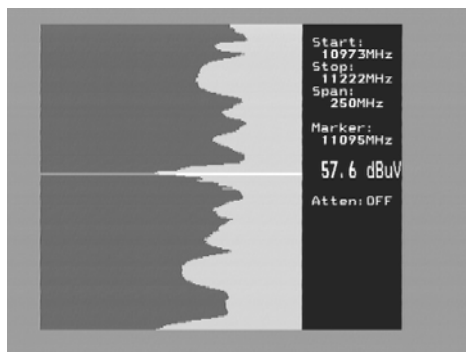 Start:
10973MHz
Stop:
11222MHz
Span:
250MHz
Marker:
11095MHz
57.6 dBuV
Atten:OFF